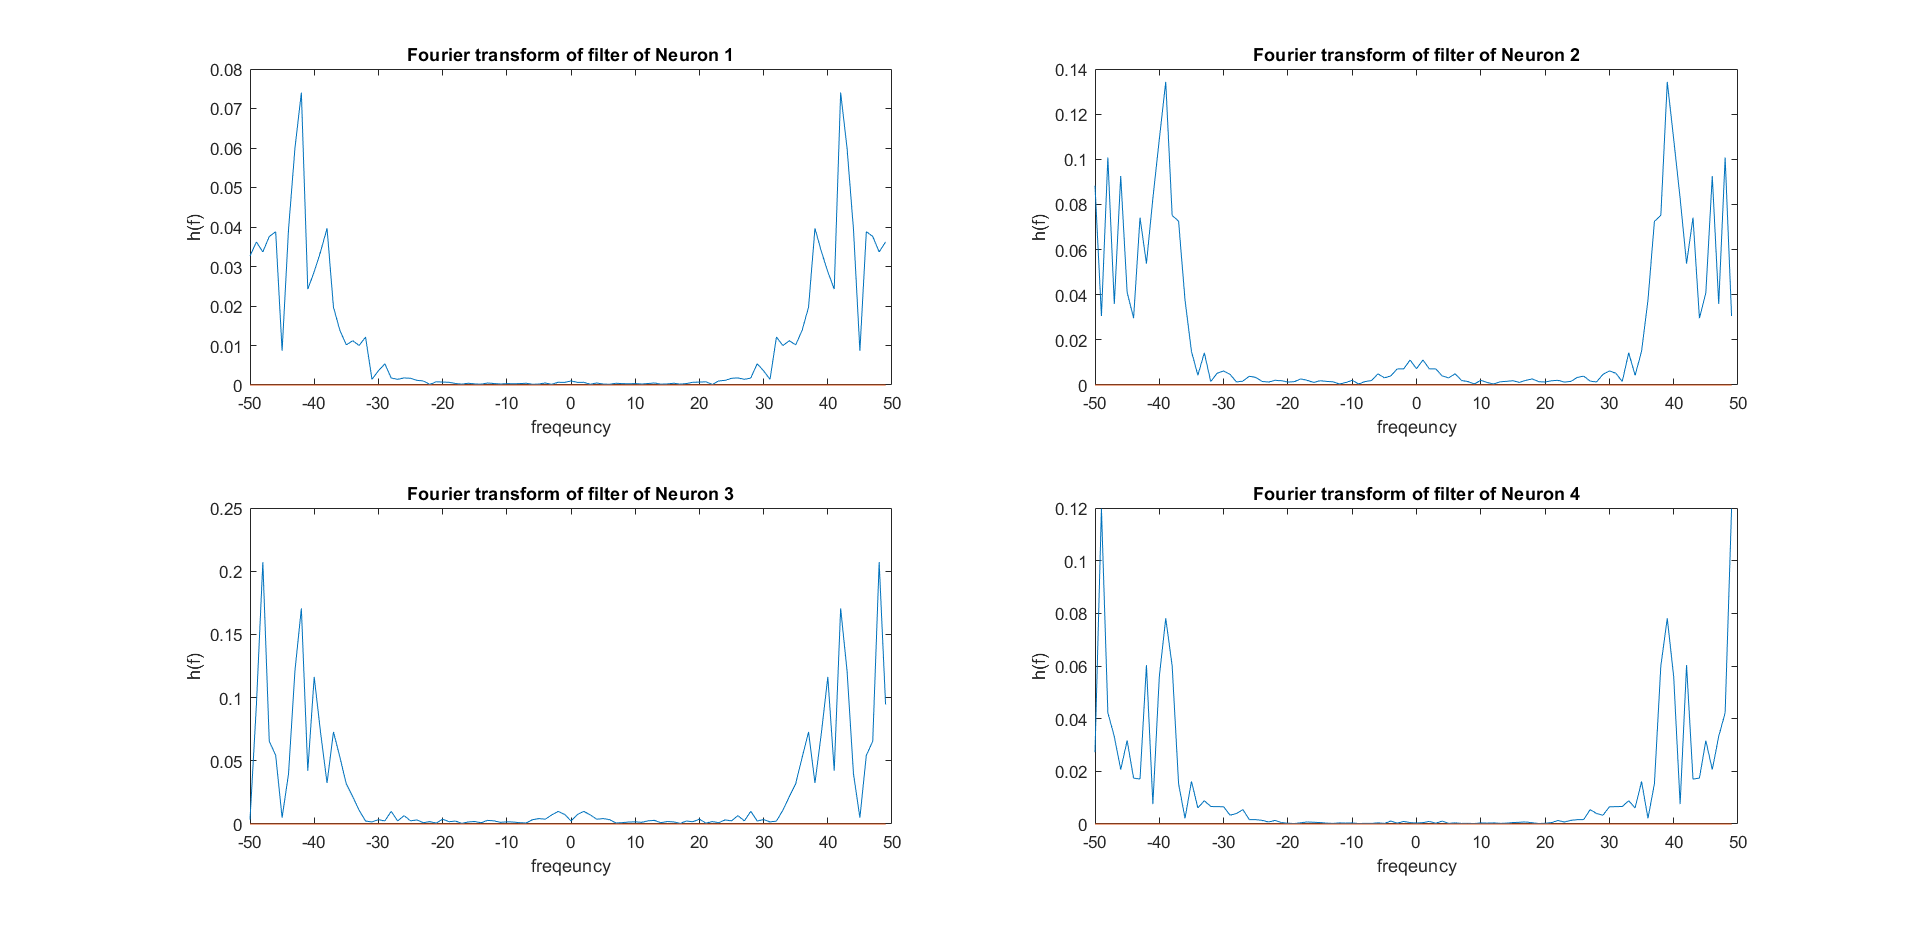 Fourier transform of filter of Neuron 1
0.08
0.07
0.06
0.05
0.04
0.03
0.02
0.01
0
h(f)
-50 -40 -30 -20 -10 0 10 20 30 40 50
freqeuncy
Fourier transform of filter of Neuron 2
0.14
0.12
0.1
0.08
0.06
0.04
0.02
0
h(f)
-50 -40 -30 -20 -10 0 10 20 30 40 50
freqeuncy
Fourier transform of filter of Neuron 3
0.25
0.2
0.15
0.1
0.05
0
h(f)
-50 -40 -30 -20 -10 0 10 20 30 40 50
freqeuncy
Fourier transform of filter of Neuron 4
0.12
0.1
0.08
0.06
0.04
0.02
0
h(f)
-50 -40 -30 -20 -10 0 10 20 30 40 50
freqeuncy